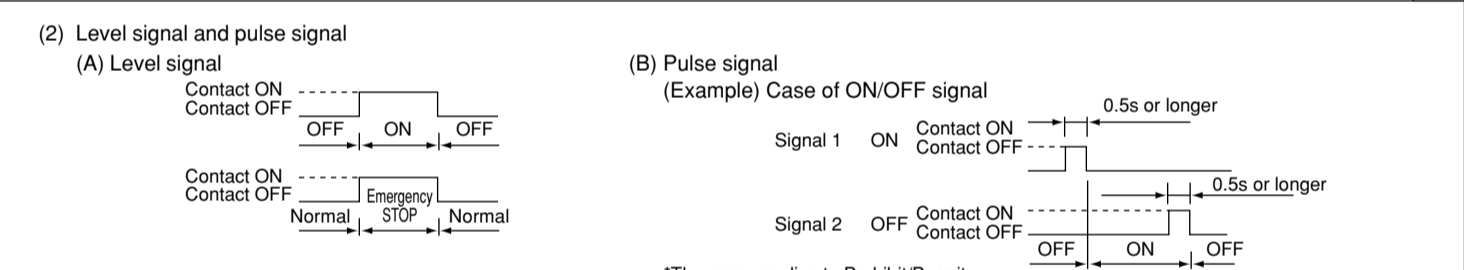 (2) Level signal and pulse signal
(A) Level signal
Contact ON
Contact OFF
OFF ON OFF
Contact ON
Contact OFF
Emergency
STOP
Normal Normal
(B) Pulse signal
(Example) Case of ON/OFF signal
0.5s or longer
Signal 1 ON Contact ON
Contact OFF
0.5s or longer
Signal 2 OFF Contact ON
Contact OFF
OFF ON OFF